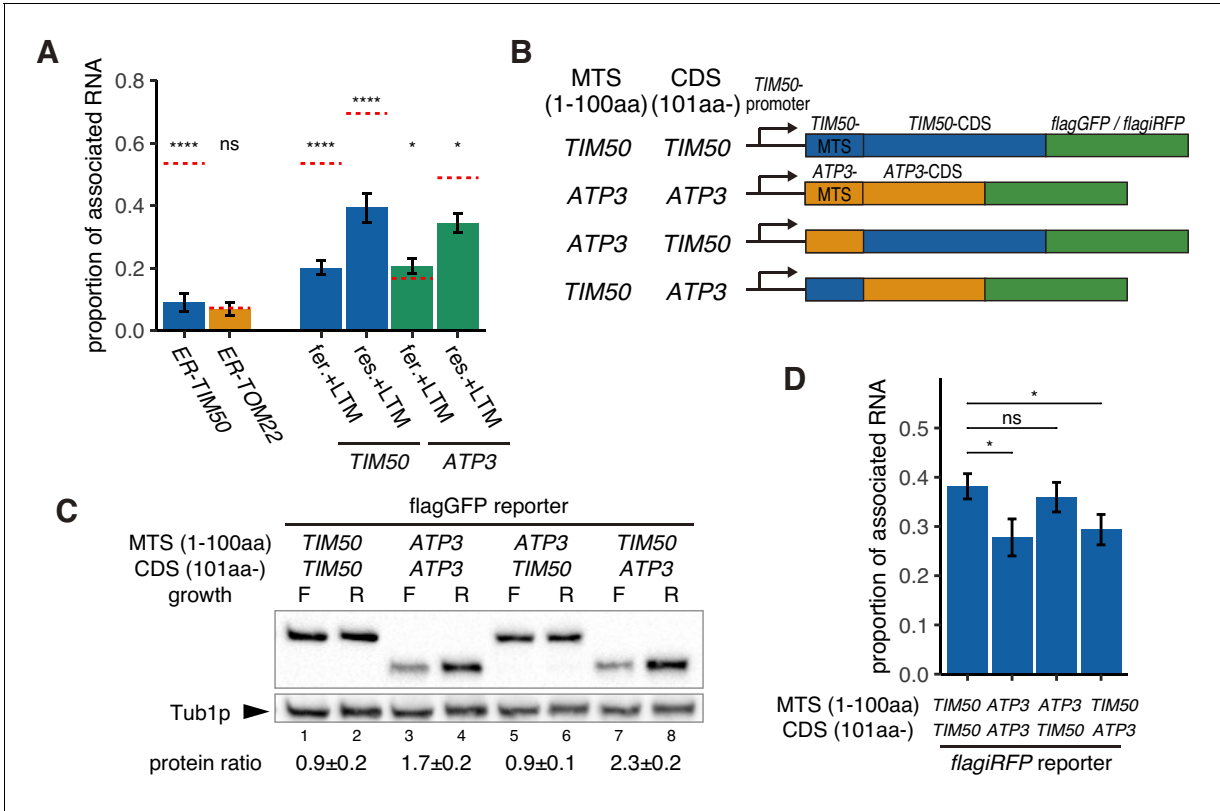 A
proportion of associated RNA
0.8
0.6
0.4
0.2
0.0
**** ns **** **** * *
ER-TIM50
ER-TOM22
fer.+LTM
res.+LTM
fer.+LTM
res.+LTM
TIM50 ATP3
B
MTS CDS TIM50-
(1-100aa) (101aa-) promoter
TIM50 TIM50 TIM50- MTS TIM50-CDS flagGFP / flagiRFP
ATP3 ATP3 ATP3- MTS ATP3-CDS
ATP3 TIM50
TIM50 ATP3
C
flagGFP reporter
MTS (1-100aa) TIM50 ATP3 ATP3 TIM50
CDS (101aa-) TIM50 ATP3 TIM50 ATP3
growth F R F R F R F R
Tub1p
1 2 3 4 5 6 7 8
protein ratio 0.9±0.2 1.7±0.2 0.9±0.1 2.3±0.2
D
proportion of associated RNA
0.5
0.4
0.3
0.2
0.1
0.0
*
ns
*
MTS (1-100aa) TIM50 ATP3 ATP3 TIM50
CDS (101aa-) TIM50 ATP3 TIM50 ATP3
flagiRFP reporter